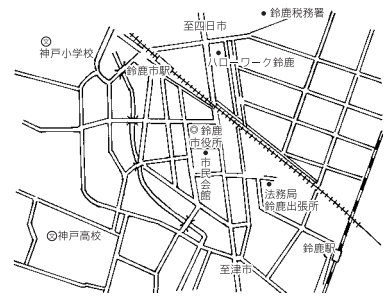 鈴鹿税務署
至四日市
神戸小学校
ハローワーク鈴鹿
鈴鹿市駅
鈴鹿
市役所
市民会館
法務局
鈴鹿出張所
神戸高校
鈴鹿駅
至津市